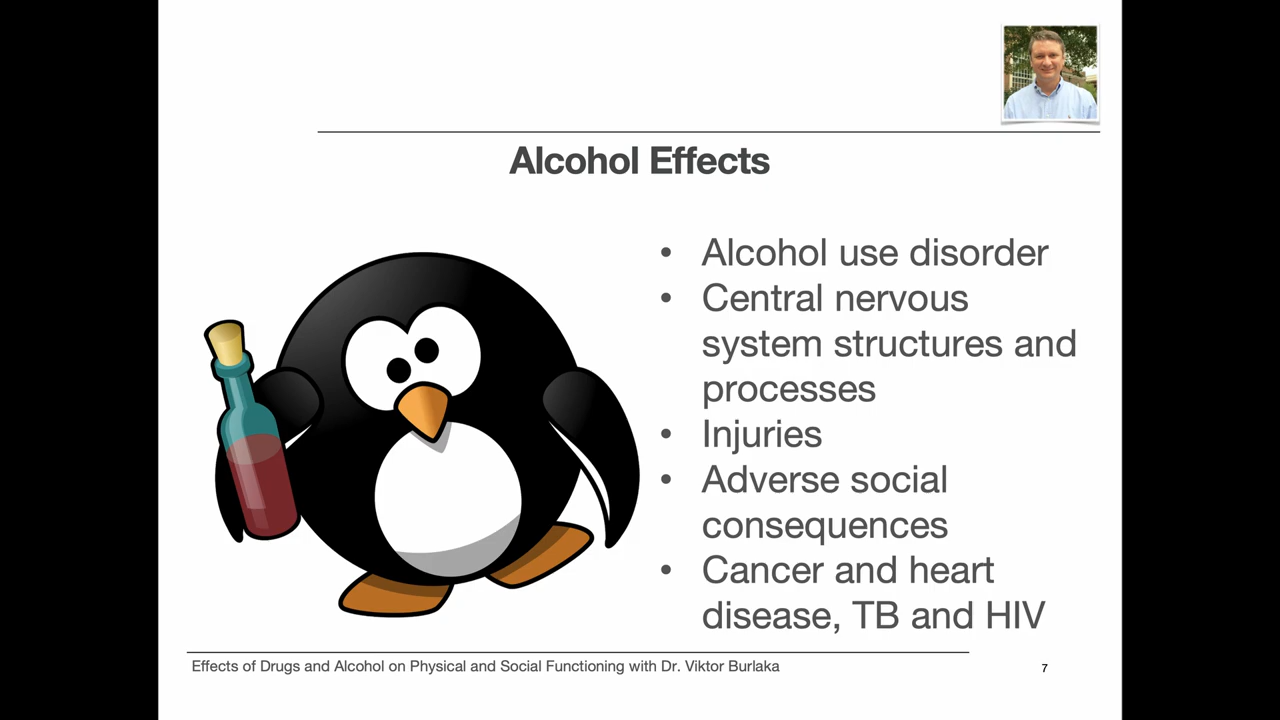 Alcohol Effects
• Alcohol use disorder
• Central nervous
system structures and
processes
• Injuries
• Adverse social
consequences
• Cancer and heart
disease, TB and HIV
Effects of Drugs and Alcohol on Physical and Social Functioning with Dr. Viktor Burlaka
7